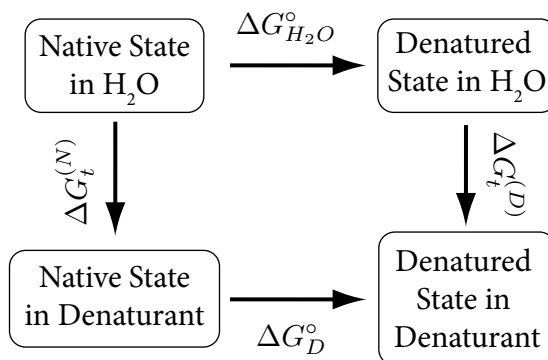 Native State
in H₂O
ΔG°H₂O
Denatured
State in H₂O
ΔGt(N)
ΔGt(D)
Native State
in Denaturant
ΔG°D
Denatured
State in
Denaturant